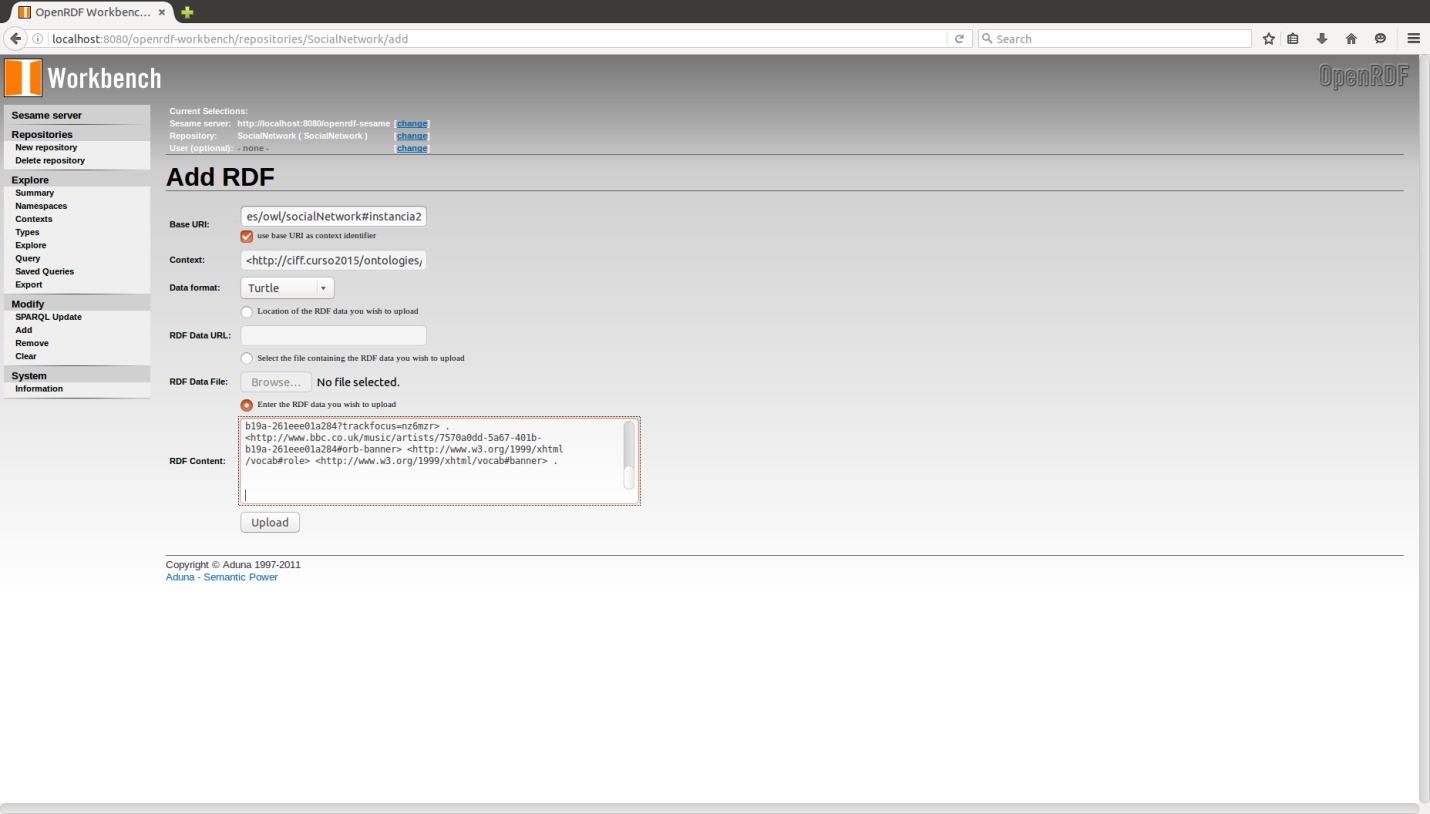 OpenRDF Workbenc...
localhost:8080/openrdf-workbench/repositories/SocialNetwork/add
Search
Workbench
OpenRDF
Sesame server
Repositories
New repository
Delete repository
Explore
Summary
Namespaces
Contexts
Types
Explore
Query
Saved Queries
Export
Modify
SPARQL Update
Add
Remove
Clear
System
Information
Current Selections:
Sesame server: http://localhost:8080/openrdf-sesame [change]
Repository: SocialNetwork ( SocialNetwork ) [change]
User (optional): - none - [change]
Add RDF
Base URI: es/owl/socialNetwork#instancia2
use base URI as context identifier
Context: <http://ciff.curso2015/ontologies/
Data format: Turtle
Location of the RDF data you wish to upload
RDF Data URL:
Select the file containing the RDF data you wish to upload
RDF Data File: Browse... No file selected.
Enter the RDF data you wish to upload
RDF Content:
b19a-261eee01a284?trackfocus=nz6mzr> .
<http://www.bbc.co.uk/music/artists/7570a0dd-5a67-401b-
b19a-261eee01a284#orb-banner> <http://www.w3.org/1999/xhtml
/vocab#role> <http://www.w3.org/1999/xhtml/vocab#banner> .
Upload
Copyright © Aduna 1997-2011
Aduna - Semantic Power